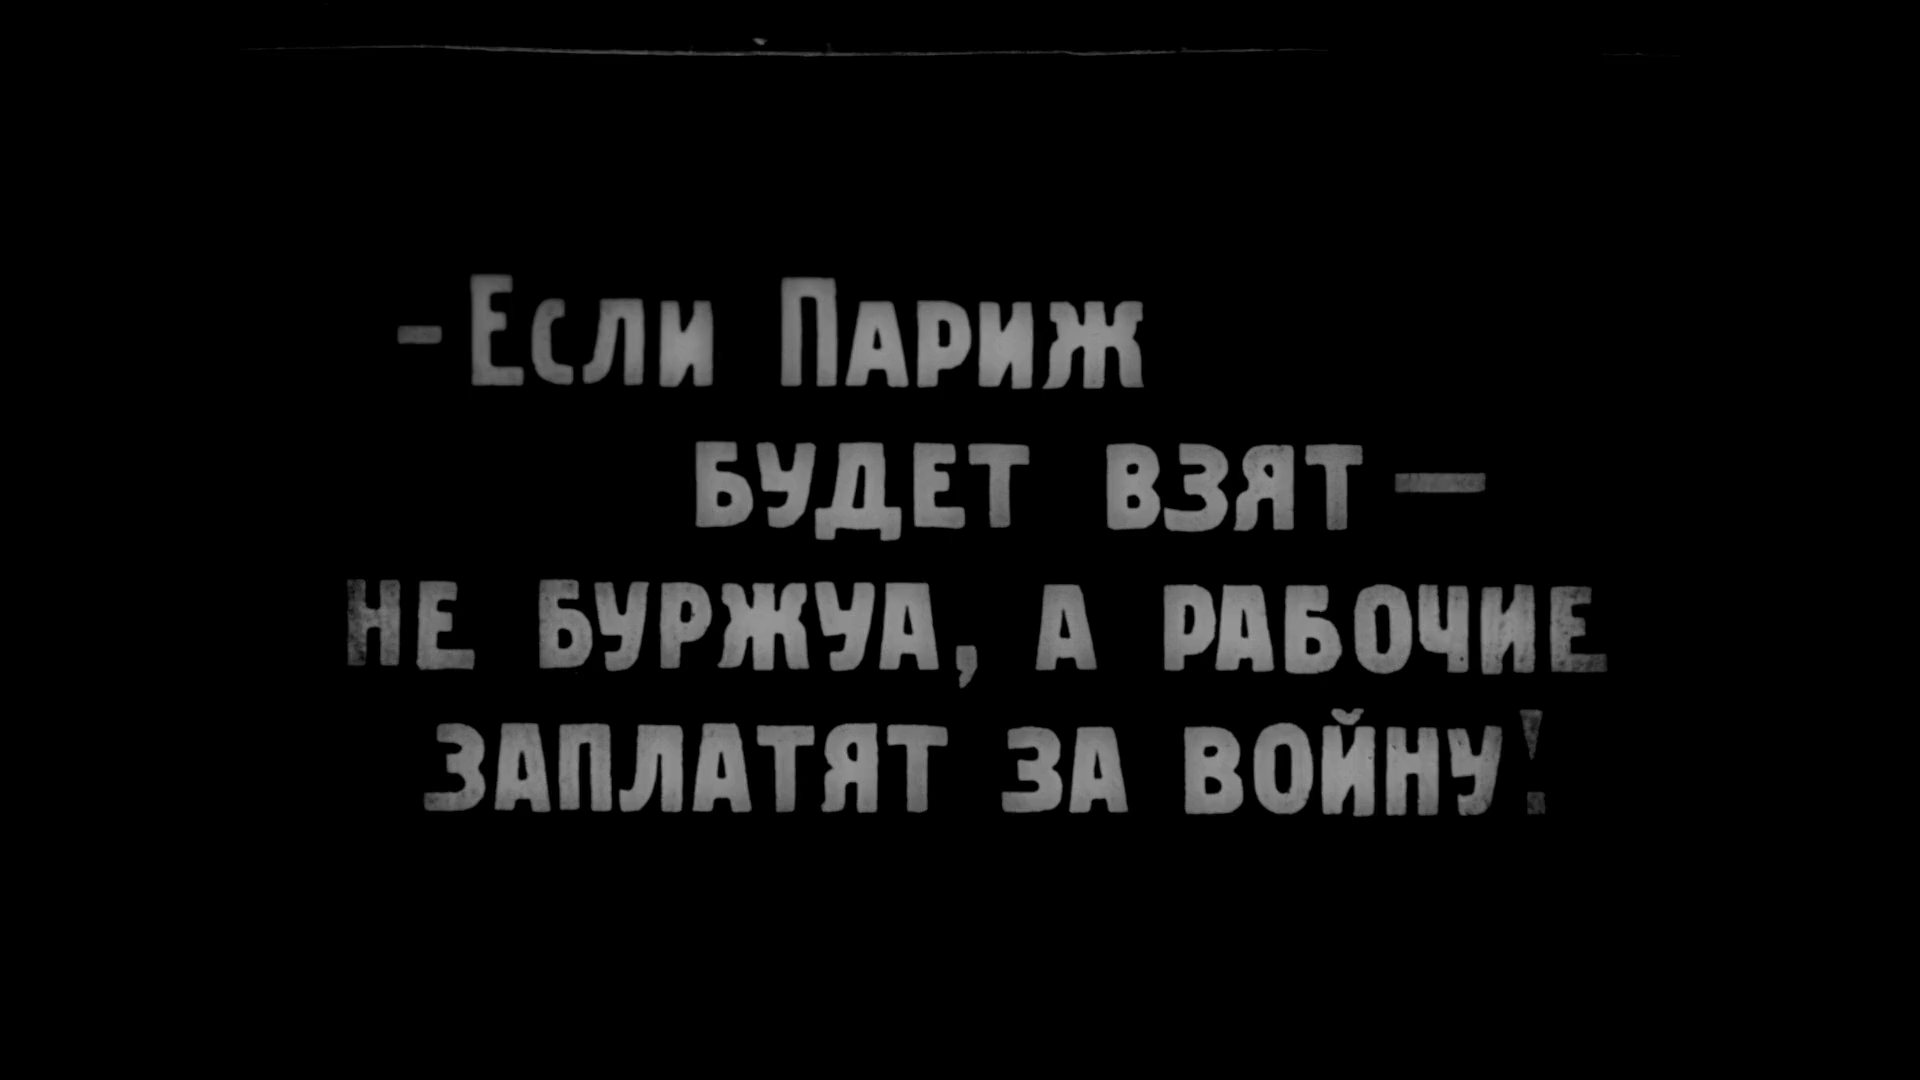 -Если Париж
будет взят —
не буржуа, а рабочие
заплатят за войну!